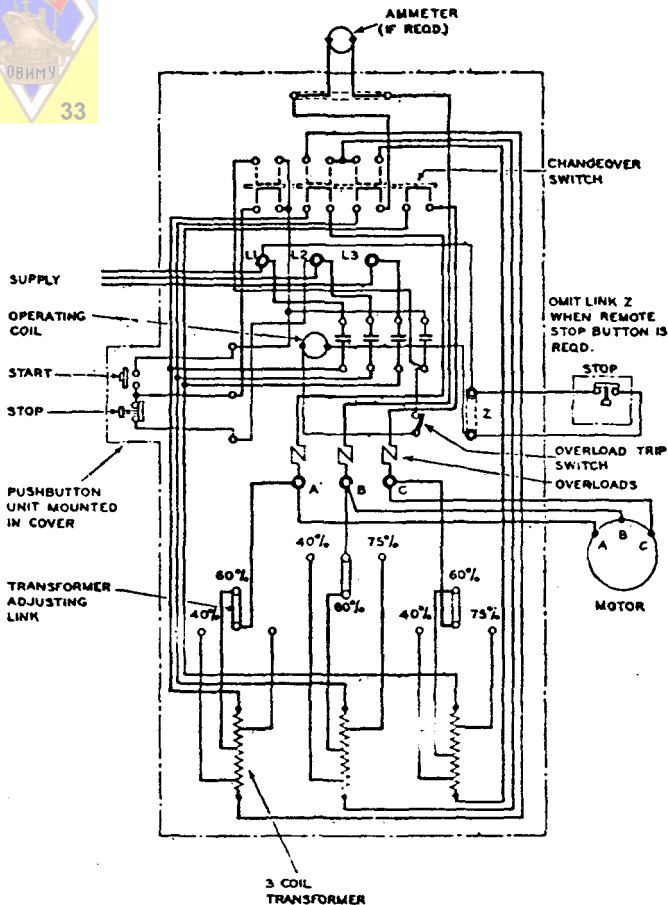 ОВИМУ
33
AMMETER
(IF REQD.)
CHANGEOVER
SWITCH
L1
L2
L3
SUPPLY
OPERATING
COIL
START
STOP
OMIT LINK Z
WHEN REMOTE
STOP BUTTON IS
REQD.
STOP
Z
OVERLOAD TRIP
SWITCH
OVERLOADS
PUSHBUTTON
UNIT MOUNTED
IN COVER
A
B
C
A
B
C
MOTOR
TRANSFORMER
ADJUSTING
LINK
60%
40%
40%
75%
60%
60%
40%
75%
3 COIL
TRANSFORMER